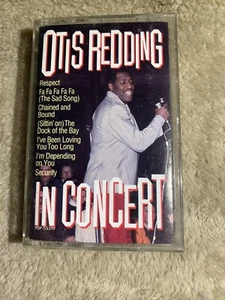 OTIS REDDING
Respect
Fa Fa Fa Fa Fa
(The Sad Song)
Chained and
Bound
(Sittin' on) The
Dock of the Bay
I've Been Loving
You Too Long
I'm Depending
on You
Security
IN CONCERT